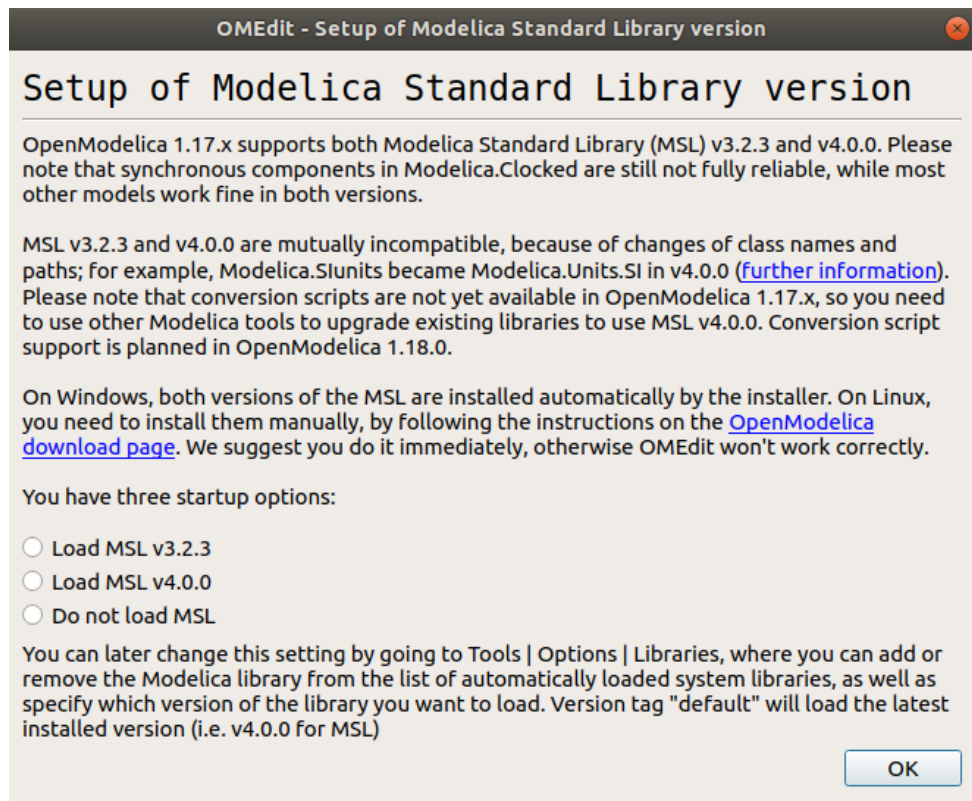 OMEdit - Setup of Modelica Standard Library version
Setup of Modelica Standard Library version
OpenModelica 1.17.x supports both Modelica Standard Library (MSL) v3.2.3 and v4.0.0. Please
note that synchronous components in Modelica.Clocked are still not fully reliable, while most
other models work fine in both versions.
MSL v3.2.3 and v4.0.0 are mutually incompatible, because of changes of class names and
paths; for example, Modelica.SIunits became Modelica.Units.SI in v4.0.0 (further information).
Please note that conversion scripts are not yet available in OpenModelica 1.17.x, so you need
to use other Modelica tools to upgrade existing libraries to use MSL v4.0.0. Conversion script
support is planned in OpenModelica 1.18.0.
On Windows, both versions of the MSL are installed automatically by the installer. On Linux,
you need to install them manually, by following the instructions on the OpenModelica
download page. We suggest you do it immediately, otherwise OMEdit won't work correctly.
You have three startup options:
Load MSL v3.2.3
Load MSL v4.0.0
Do not load MSL
You can later change this setting by going to Tools | Options | Libraries, where you can add or
remove the Modelica library from the list of automatically loaded system libraries, as well as
specify which version of the library you want to load. Version tag "default" will load the latest
installed version (i.e. v4.0.0 for MSL)
OK